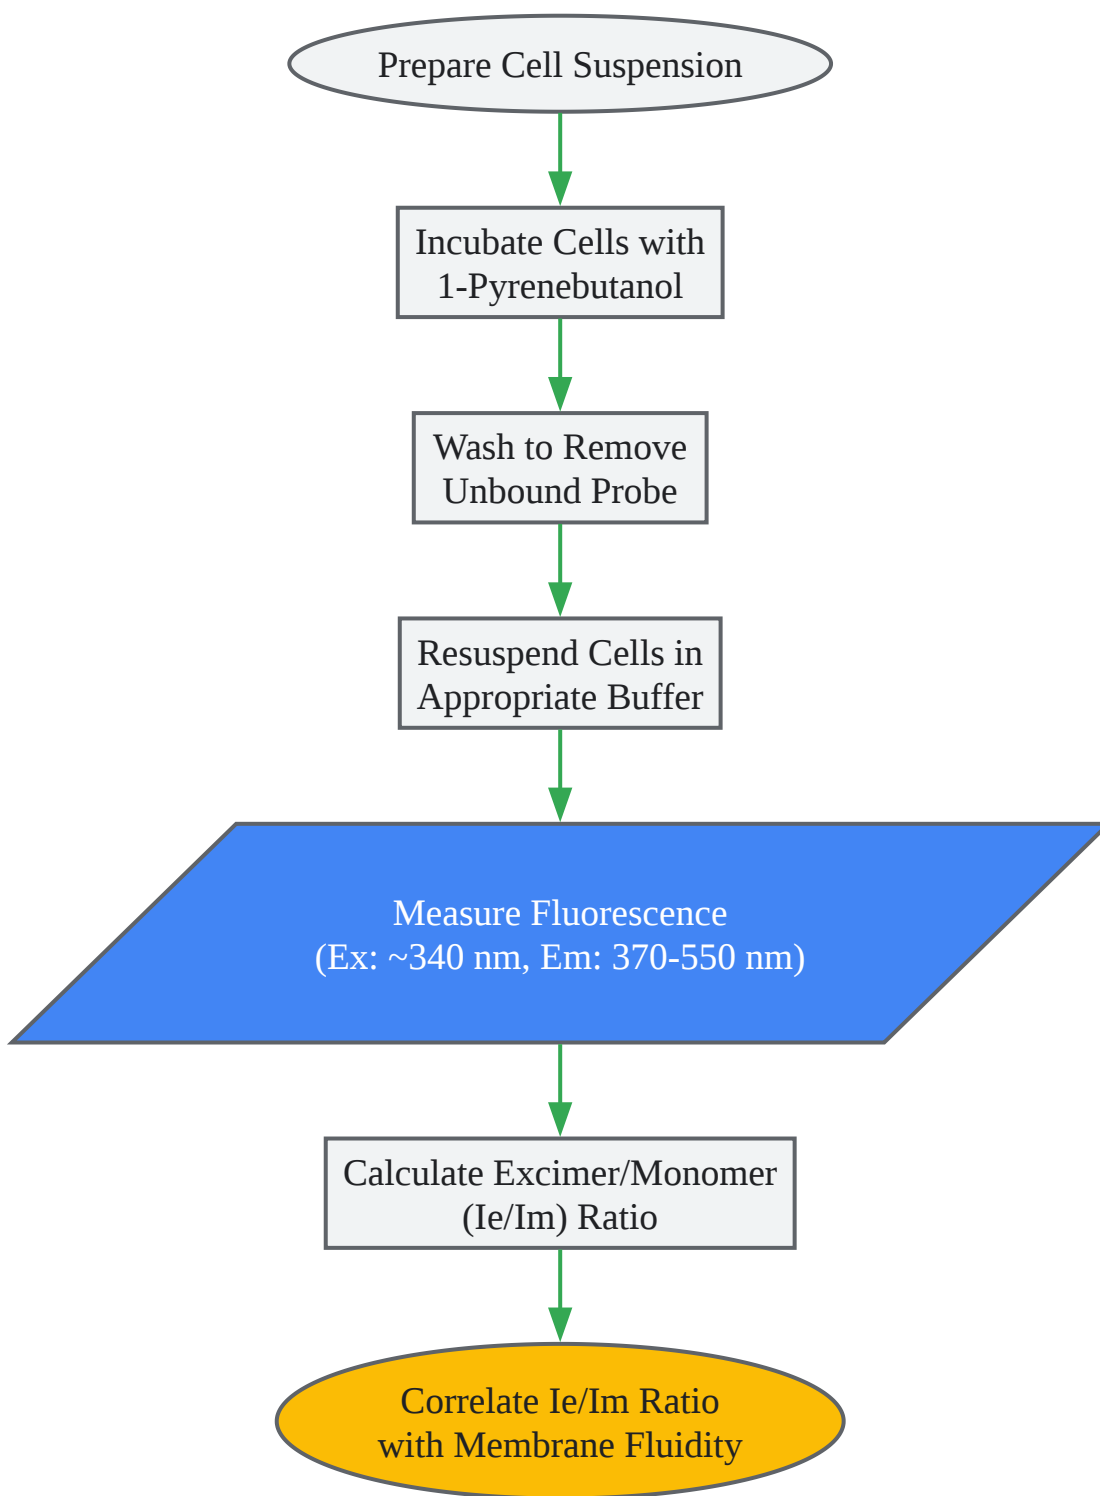 Prepare Cell Suspension
Incubate Cells with
1-Pyrenebutanol
Wash to Remove
Unbound Probe
Resuspend Cells in
Appropriate Buffer
Measure Fluorescence
(Ex: ~340 nm, Em: 370-550 nm)
Calculate Excimer/Monomer
(Ie/Im) Ratio
Correlate Ie/Im Ratio
with Membrane Fluidity